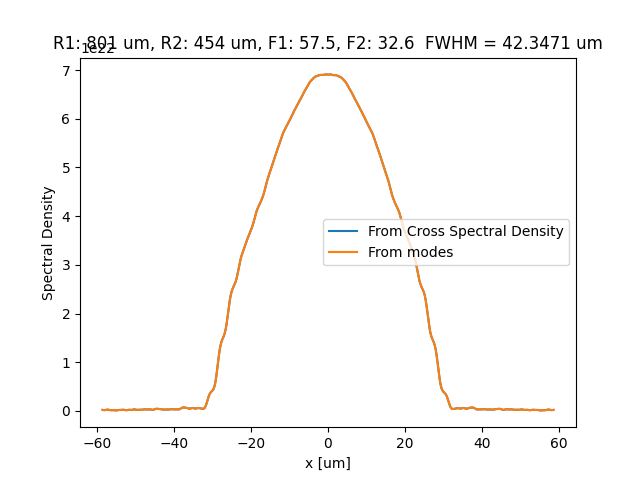 R1: 801 um, R2: 454 um, F1: 57.5, F2: 32.6  FWHM = 42.3471 um
1e22
7
6
5
4
3
2
1
0
Spectral Density
From Cross Spectral Density
From modes
−60 −40 −20 0 20 40 60
x [um]